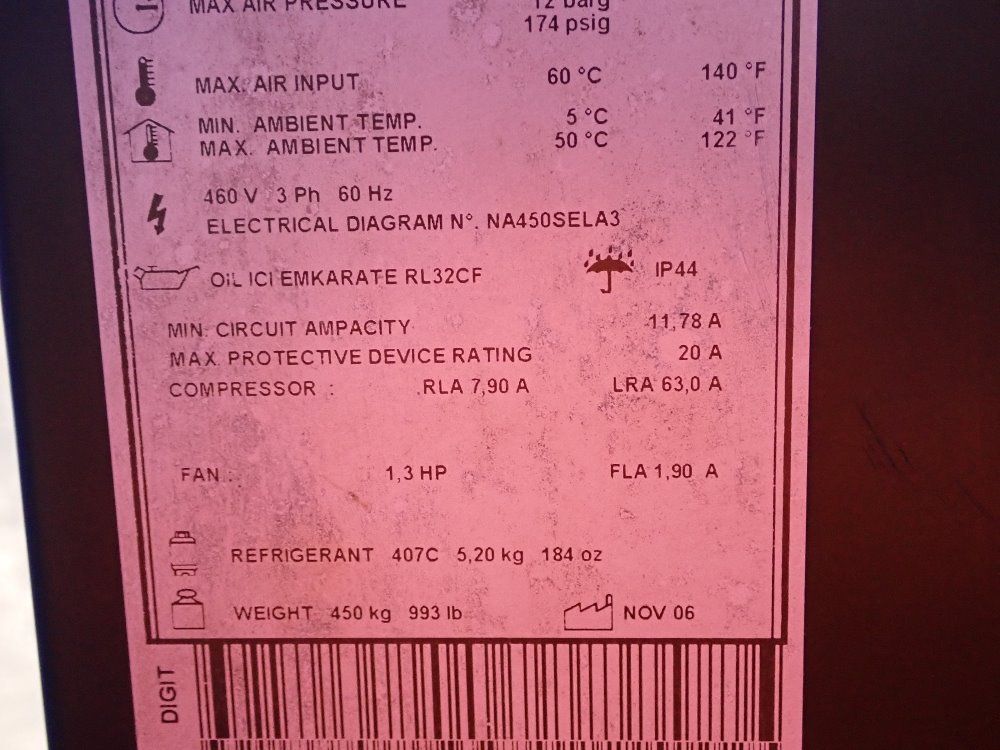 MAX AIR PRESSURE 12 barg
174 psig
MAX. AIR INPUT 60 °C 140 °F
MIN. AMBIENT TEMP. 5 °C 41 °F
MAX. AMBIENT TEMP. 50 °C 122 °F
460 V 3 Ph 60 Hz
ELECTRICAL DIAGRAM N°. NA450SELA3
OIL ICI EMKARATE RL32CF IP44
MIN. CIRCUIT AMPACITY 11,78 A
MAX. PROTECTIVE DEVICE RATING 20 A
COMPRESSOR : RLA 7,90 A LRA 63,0 A
FAN : 1,3 HP FLA 1,90 A
REFRIGERANT 407C 5,20 kg 184 oz
WEIGHT 450 kg 993 lb NOV 06
DIGIT